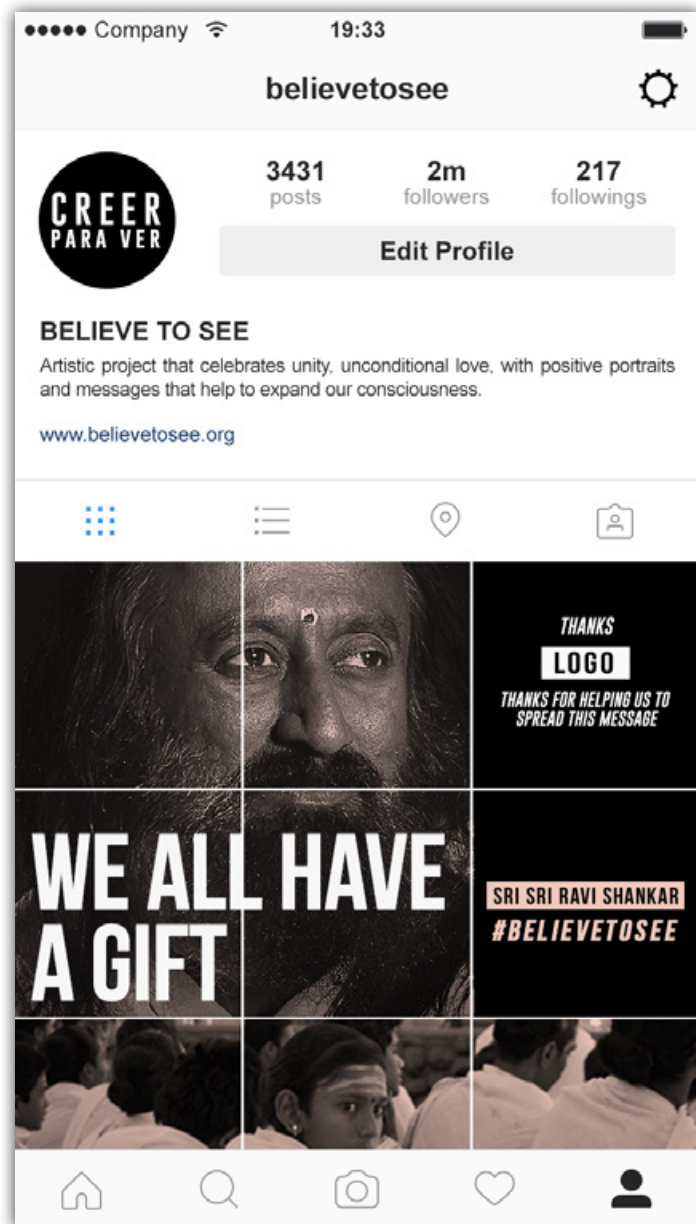 Company 19:33
believetosee
CREER
PARA VER
3431 2m 217
posts followers followings
Edit Profile
BELIEVE TO SEE
Artistic project that celebrates unity, unconditional love, with positive portraits
and messages that help to expand our consciousness.
www.believetosee.org
THANKS
LOGO
THANKS FOR HELPING US TO
SPREAD THIS MESSAGE
WE ALL HAVE
A GIFT
SRI SRI RAVI SHANKAR
#BELIEVETOSEE